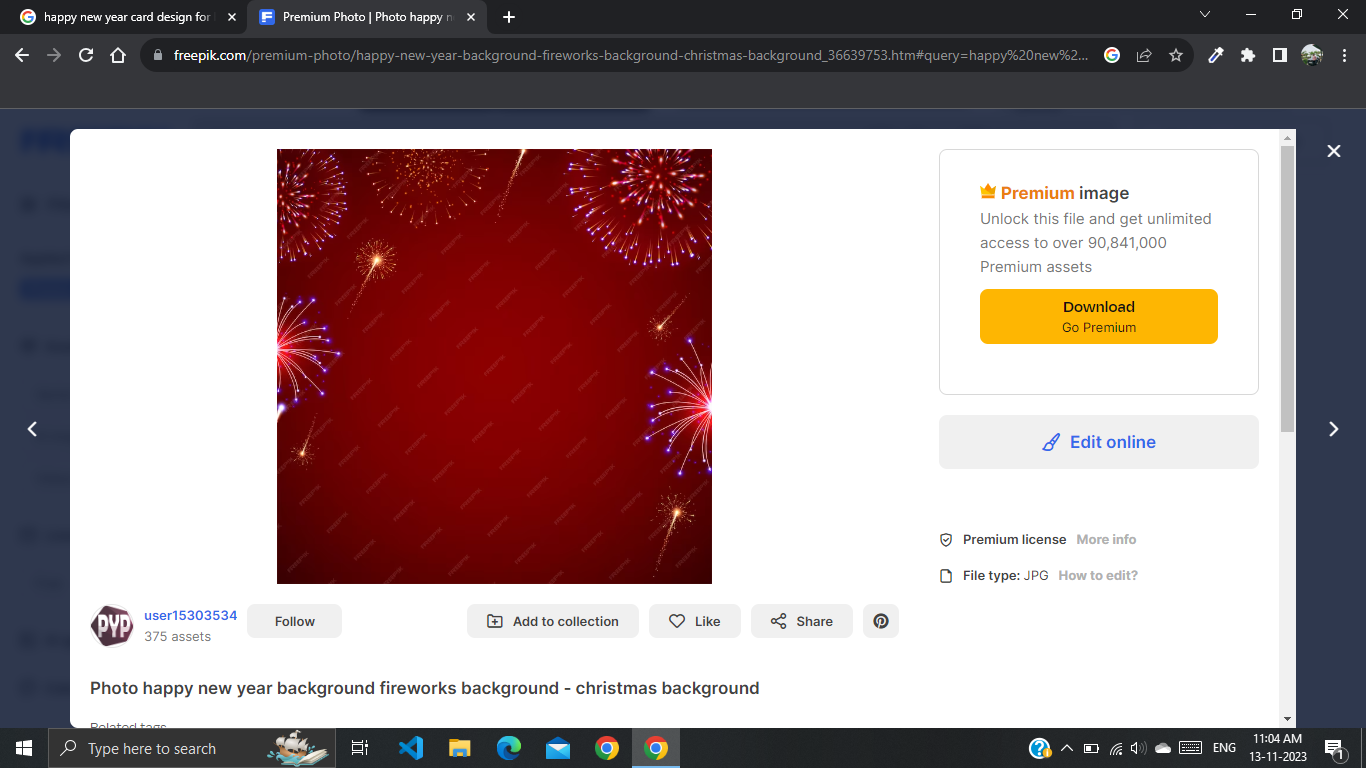 happy new year card design for
Premium Photo | Photo happy n
freepik.com/premium-photo/happy-new-year-background-fireworks-background-christmas-background_36639753.htm#query=happy%20new%2...
Premium image
Unlock this file and get unlimited
access to over 90,841,000
Premium assets
Download
Go Premium
Edit online
Premium license More info
File type: JPG How to edit?
PYP
user15303534
375 assets
Follow
Add to collection
Like
Share
Photo happy new year background fireworks background - christmas background
Related tags
Type here to search
ENG
11:04 AM
13-11-2023
1